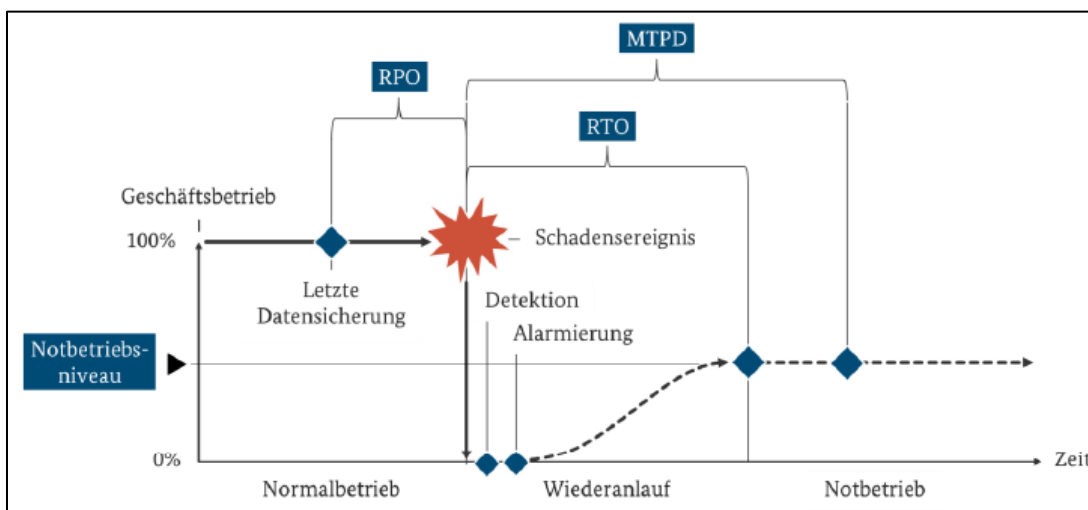 MTPD
RPO
RTO
Geschäftsbetrieb
100%
Schadensereignis
Letzte
Datensicherung
Detektion
Alarmierung
Notbetriebs-
niveau
0%
Zeit
Normalbetrieb
Wiederanlauf
Notbetrieb